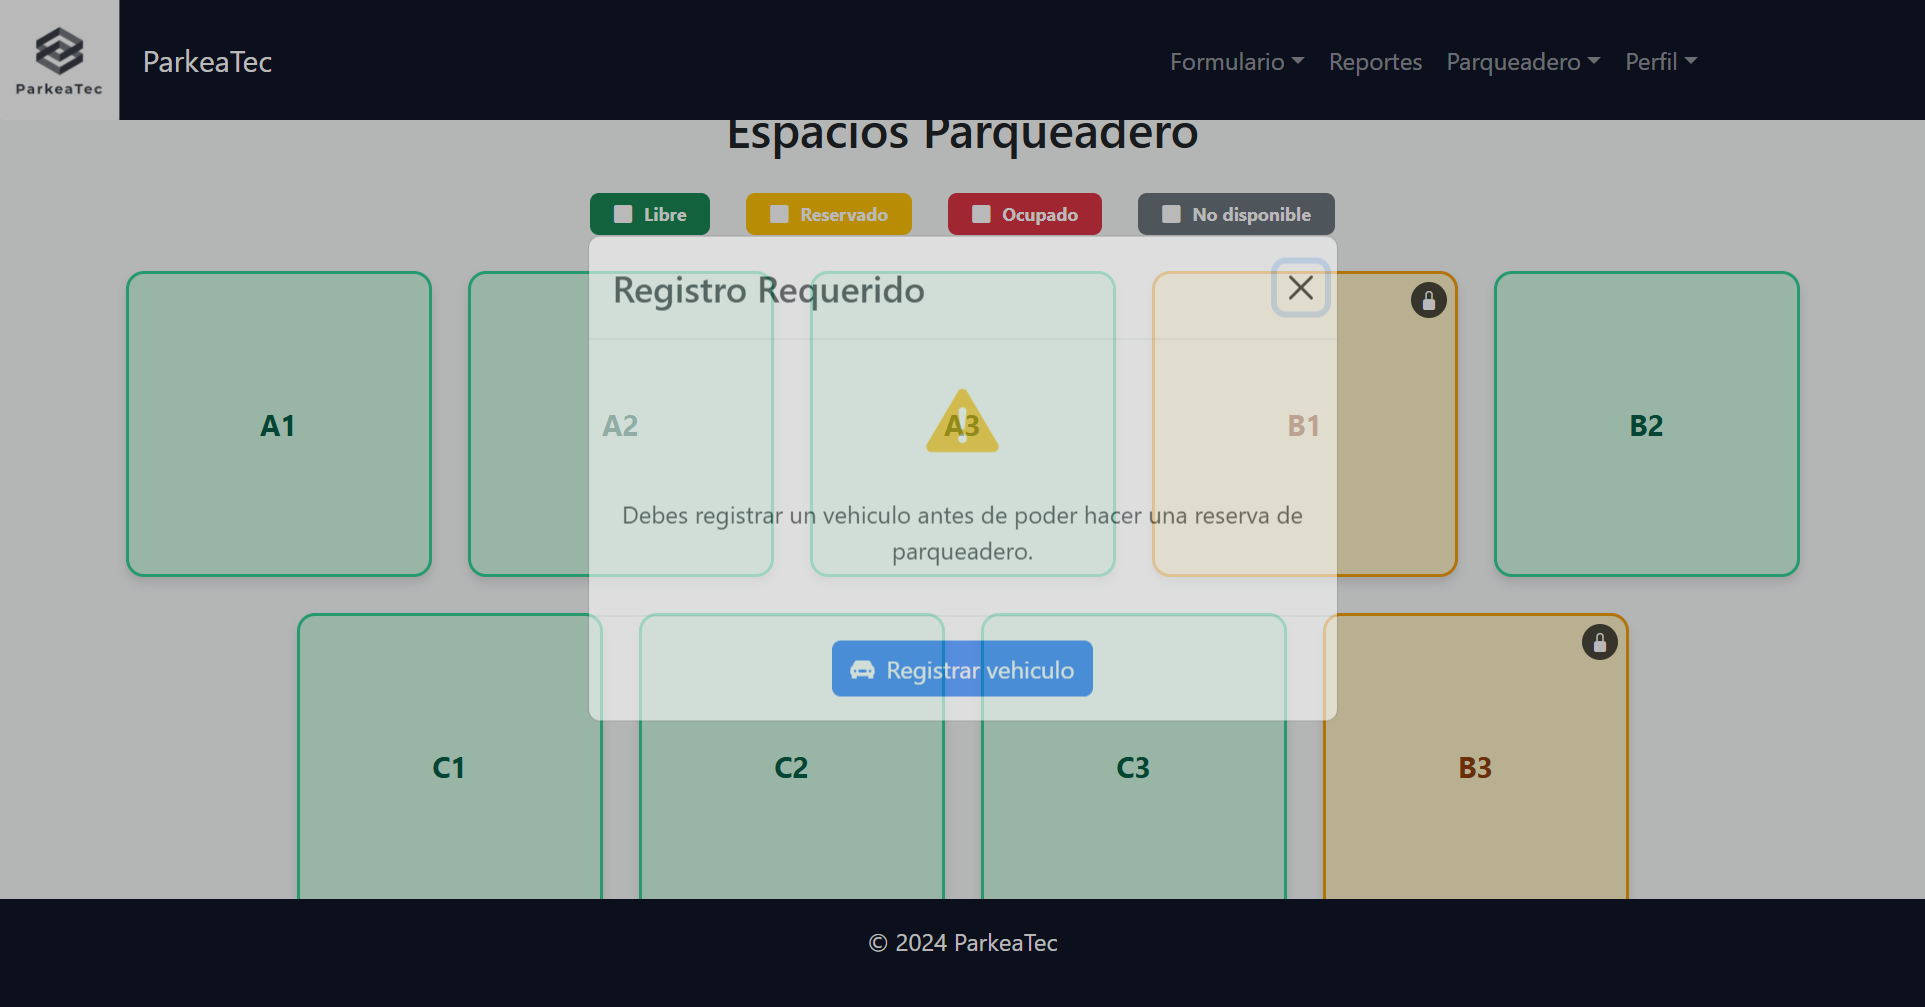 ParkeaTec
ParkeaTec
Formulario
Reportes
Parqueadero
Perfil
Espacios Parqueadero
Libre
Reservado
Ocupado
No disponible
Registro Requerido
A1
A2
A3
B1
B2
Debes registrar un vehiculo antes de poder hacer una reserva de
parqueadero.
Registrar vehiculo
C1
C2
C3
B3
© 2024 ParkeaTec